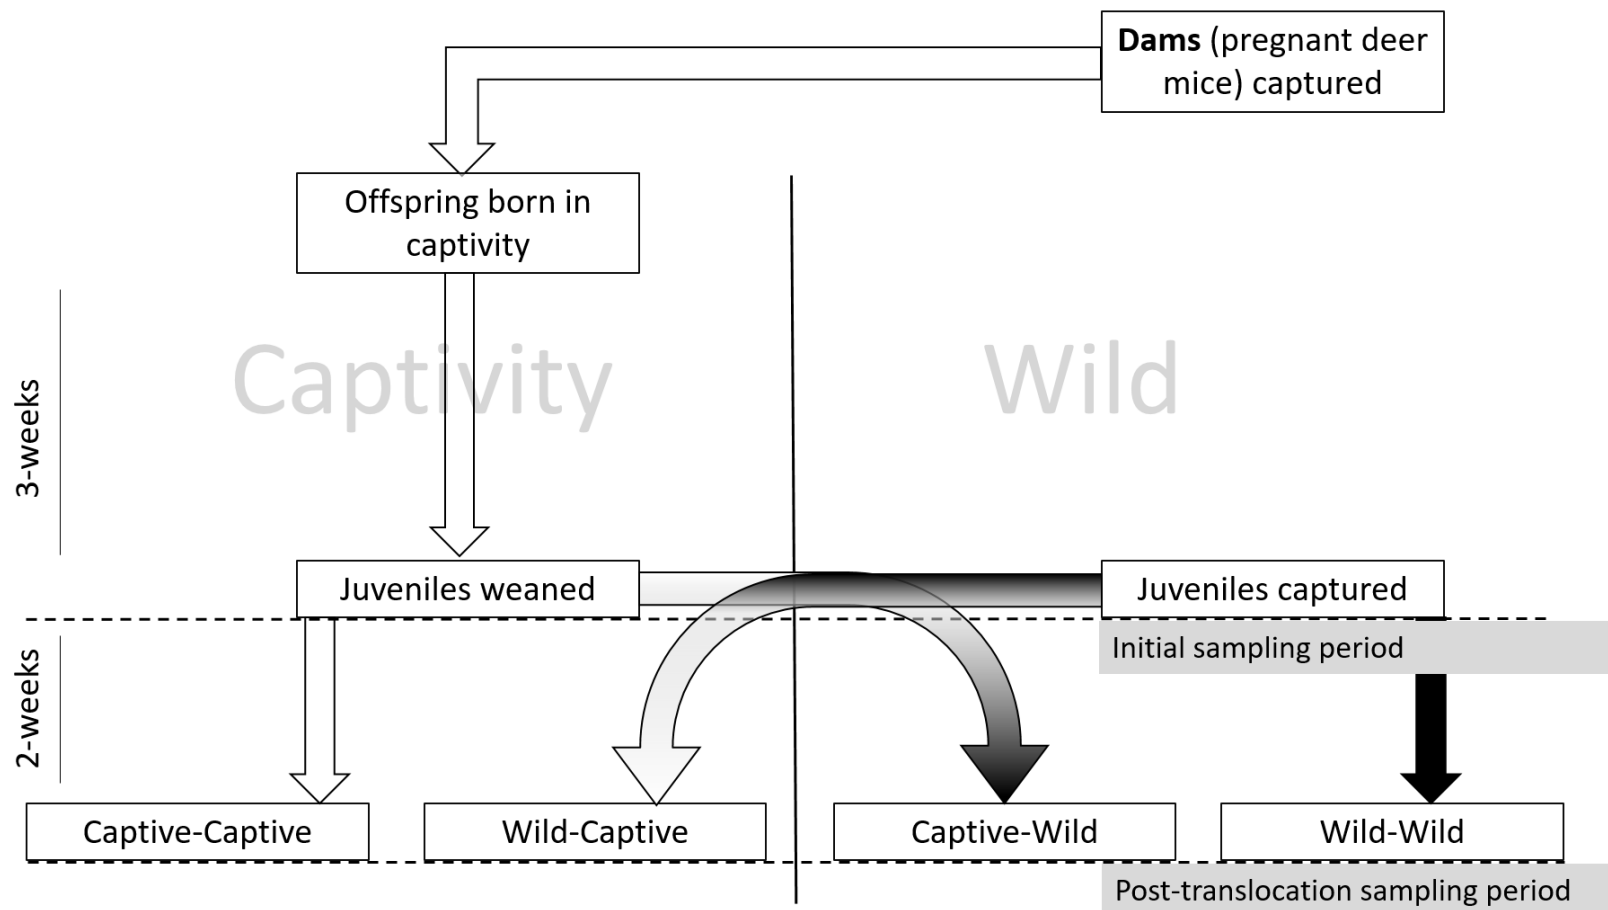 Dams (pregnant deer
mice) captured
Offspring born in
captivity
Captivity
Wild
3-weeks
Juveniles weaned
Juveniles captured
Initial sampling period
2-weeks
Captive-Captive
Wild-Captive
Captive-Wild
Wild-Wild
Post-translocation sampling period